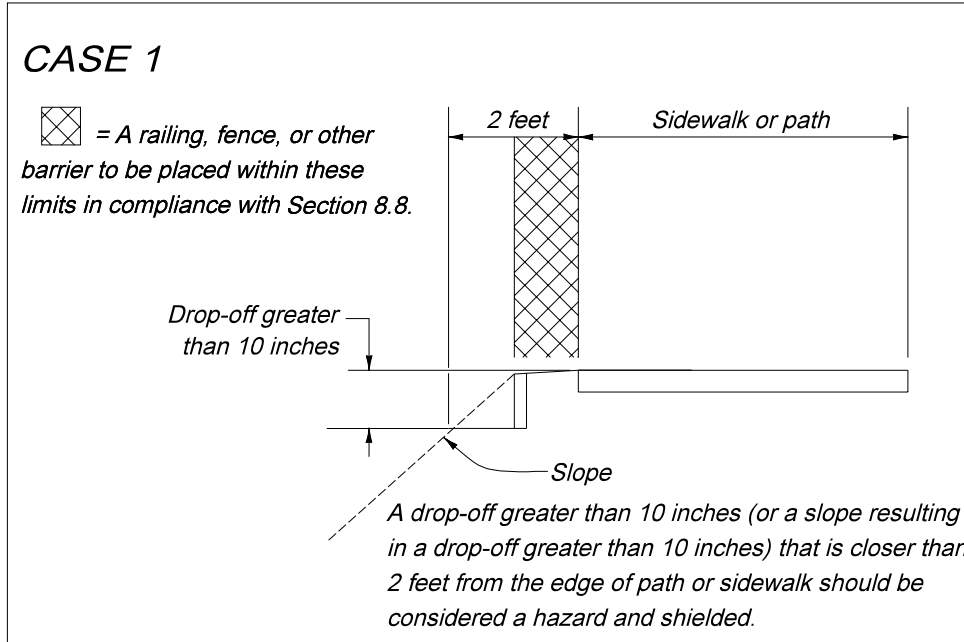 CASE 1
= A railing, fence, or other
barrier to be placed within these
limits in compliance with Section 8.8.
2 feet
Sidewalk or path
Drop-off greater
than 10 inches
Slope
A drop-off greater than 10 inches (or a slope resulting
in a drop-off greater than 10 inches) that is closer than
2 feet from the edge of path or sidewalk should be
considered a hazard and shielded.